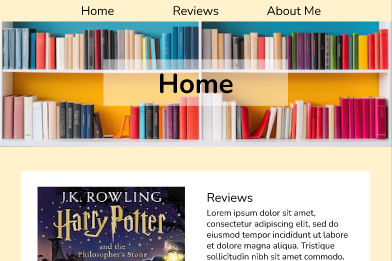 Home Reviews About Me
Home
J.K. ROWLING
Harry Potter
and the
Philosopher's Stone
Reviews
Lorem ipsum dolor sit amet,
consectetur adipiscing elit, sed do
eiusmod tempor incididunt ut labore
et dolore magna aliqua. Tristique
sollicitudin nibh sit amet commodo.